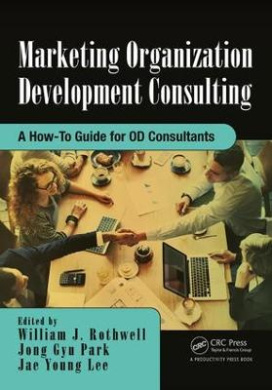 Marketing Organization
Development Consulting
A How-To Guide for OD Consultants
Edited by
William J. Rothwell
Jong Gyu Park
Jae Young Lee
CRC Press
Taylor & Francis Group
A PRODUCTIVITY PRESS BOOK